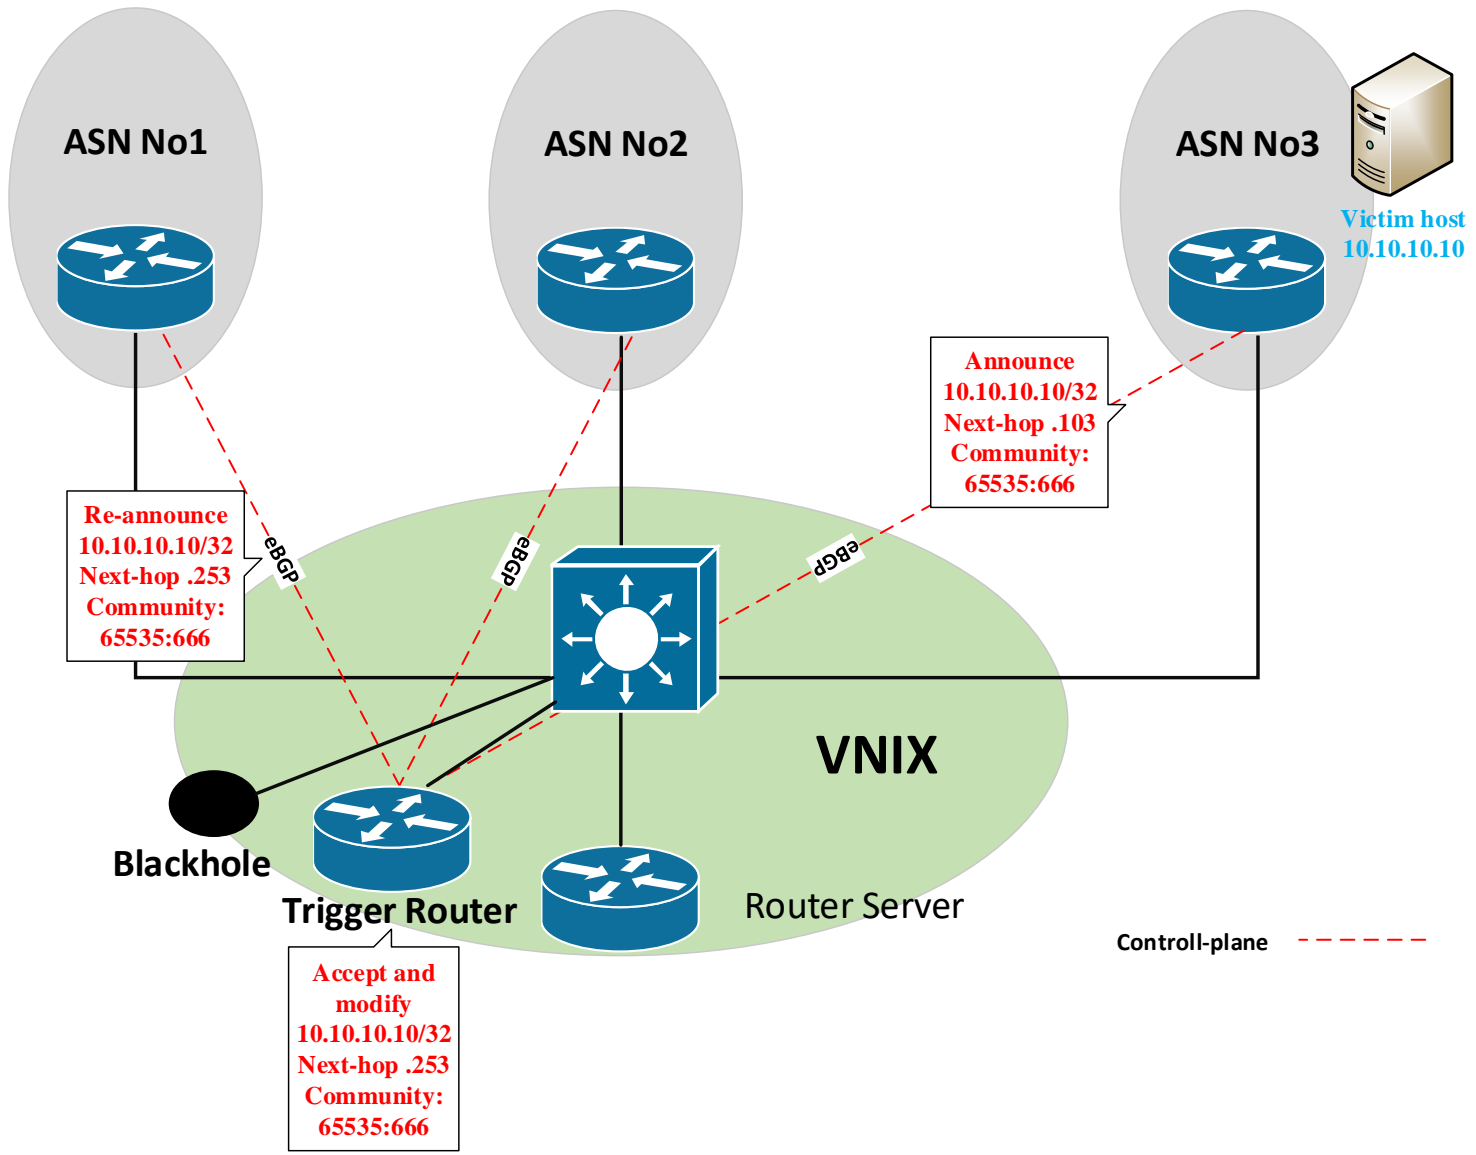 ASN No1
ASN No2
ASN No3
Victim host
10.10.10.10
Announce
10.10.10.10/32
Next-hop .103
Community:
65535:666
Re-announce
10.10.10.10/32
Next-hop .253
Community:
65535:666
eBGP
eBGP
eBGP
VNIX
Blackhole
Trigger Router
Router Server
Controll-plane
Accept and
modify
10.10.10.10/32
Next-hop .253
Community:
65535:666